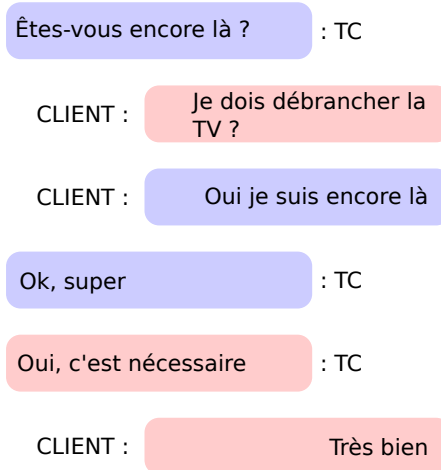 Êtes-vous encore là ? : TC
CLIENT : Je dois débrancher la
TV ?
CLIENT : Oui je suis encore là
Ok, super : TC
Oui, c'est nécessaire : TC
CLIENT : Très bien